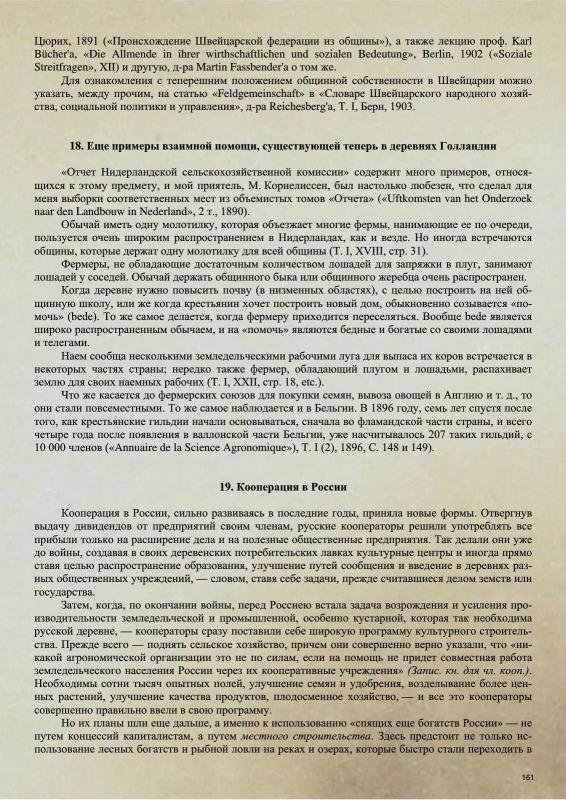 Цюрих, 1891 («Происхождение Швейцарской федерации из общины»), а также лекцию проф. Karl
Bücher'a, «Die Allmende in ihrer wirthschaftlichen und sozialen Bedeutung», Berlin, 1902 («Soziale
Streitfragen», XII) и другую, д-ра Martin Fassbender'a о том же.
Для ознакомления с теперешним положением общинной собственности в Швейцарии можно
указать, между прочим, на статью «Feldgemeinschaft» в «Словаре Швейцарского народного хозяй-
ства, социальной политики и управления», д-ра Reichesberg'a, Т. I, Берн, 1903.
18. Еще примеры взаимной помощи, существующей теперь в деревнях Голландии
«Отчет Нидерландской сельскохозяйственной комиссии» содержит много примеров, относя-
щихся к этому предмету, и мой приятель, М. Корнелиссен, был настолько любезен, что сделал для
меня выборки соответственных мест из объемистых томов «Отчета» («Uftkomsten van het Onderzoek
naar den Landbouw in Nederland», 2 т., 1890).
Обычай иметь одну молотилку, которая объезжает многие фермы, нанимающие ее по очереди,
пользуется очень широким распространением в Нидерландах, как и везде. Но иногда встречаются
общины, которые держат одну молотилку для всей общины (Т. I, XVIII, стр. 31).
Фермеры, не обладающие достаточным количеством лошадей для запряжки в плуг, занимают
лошадей у соседей. Обычай держать общинного быка или общинного жеребца очень распространен.
Когда деревне нужно повысить почву (в низменных областях), с целью построить на ней об-
щинную школу, или же когда крестьянин хочет построить новый дом, обыкновенно созывается «по-
мочь» (bede). То же самое делается, когда фермеру приходится переселяться. Вообще bede является
широко распространенным обычаем, и на «помочь» являются бедные и богатые со своими лошадями
и телегами.
Наем сообща несколькими земледельческими рабочими луга для выпаса их коров встречается в
некоторых частях страны; нередко также фермер, обладающий плугом и лошадьми, распахивает
землю для своих наемных рабочих (Т. I, XXII, стр. 18, etc.).
Что же касается до фермерских союзов для покупки семян, вывоза овощей в Англию и т. д., то
они стали повсеместными. То же самое наблюдается и в Бельгии. В 1896 году, семь лет спустя после
того, как крестьянские гильдии начали основываться, сначала во фламандской части страны, и всего
четыре года после появления в валлонской части Бельгии, уже насчитывалось 207 таких гильдий, с
10 000 членов («Annuaire de la Science Agronomique»), Т. I (2), 1896, С. 148 и 149).
19. Кооперация в России
Кооперация в России, сильно развиваясь в последние годы, приняла новые формы. Отвергнув
выдачу дивидендов от предприятий своим членам, русские кооператоры решили употреблять все
прибыли только на расширение дела и на полезные общественные предприятия. Так делали они уже
до войны, создавая в своих деревенских потребительских лавках культурные центры и иногда прямо
ставя целью распространение образования, улучшение путей сообщения и введение в деревнях раз-
ных общественных учреждений, — словом, ставя себе задачи, прежде считавшиеся делом земств или
государства.
Затем, когда, по окончании войны, перед Россиею встала задача возрождения и усиления про-
изводительности земледельческой и промышленной, особенно кустарной, которая так необходима
русской деревне, — кооператоры сразу поставили себе широкую программу культурного строитель-
ства. Прежде всего — поднять сельское хозяйство, причем они совершенно верно указали, что «ни-
какой агрономической организации это не по силам, если на помощь не придет совместная работа
земледельческого населения России через их кооперативные учреждения» (Запис. кн. для чл. кооп.).
Необходимы сотни тысяч опытных полей, улучшение семян и удобрения, возделывание более цен-
ных растений, улучшение качества продуктов, плодосменное хозяйство, — и все это кооператоры
совершенно правильно ввели в свою программу.
Но их планы шли еще дальше, а именно к использованию «спящих еще богатств России» — не
путем концессий капиталистам, а путем местного строительства. Здесь предстоит не только ис-
пользование лесных богатств и рыбной ловли на реках и озерах, которые быстро стали переходить в
161